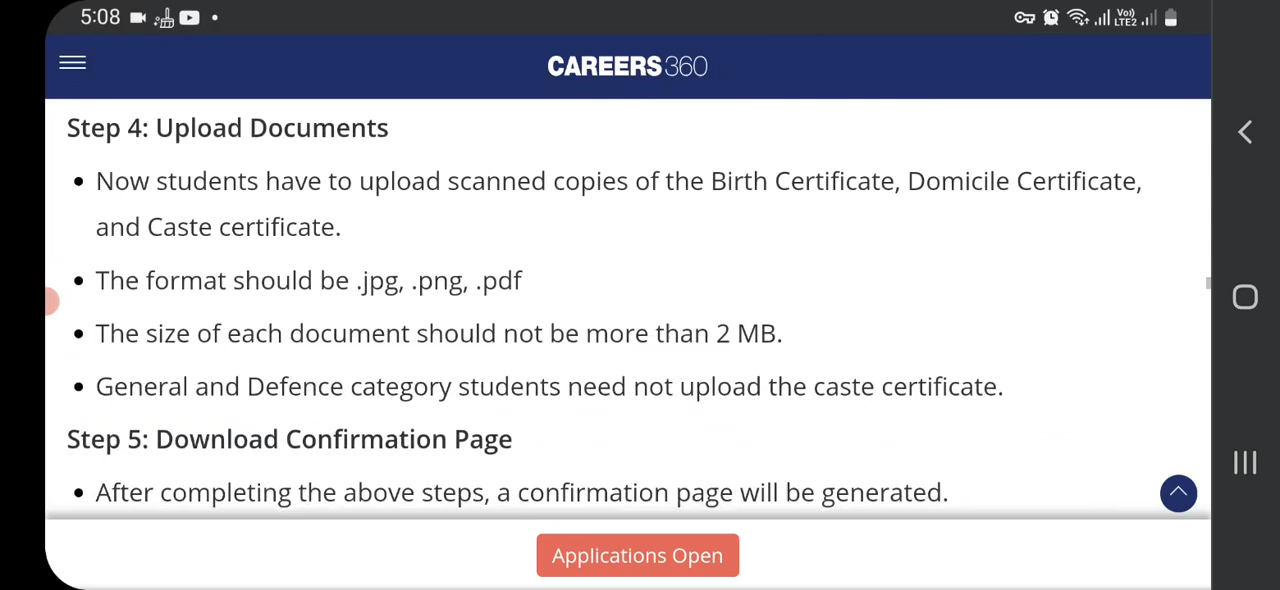 5:08
Vo)) LTE2
CAREERS360
Step 4: Upload Documents
• Now students have to upload scanned copies of the Birth Certificate, Domicile Certificate,
and Caste certificate.
• The format should be .jpg, .png, .pdf
• The size of each document should not be more than 2 MB.
• General and Defence category students need not upload the caste certificate.
Step 5: Download Confirmation Page
• After completing the above steps, a confirmation page will be generated.
Applications Open